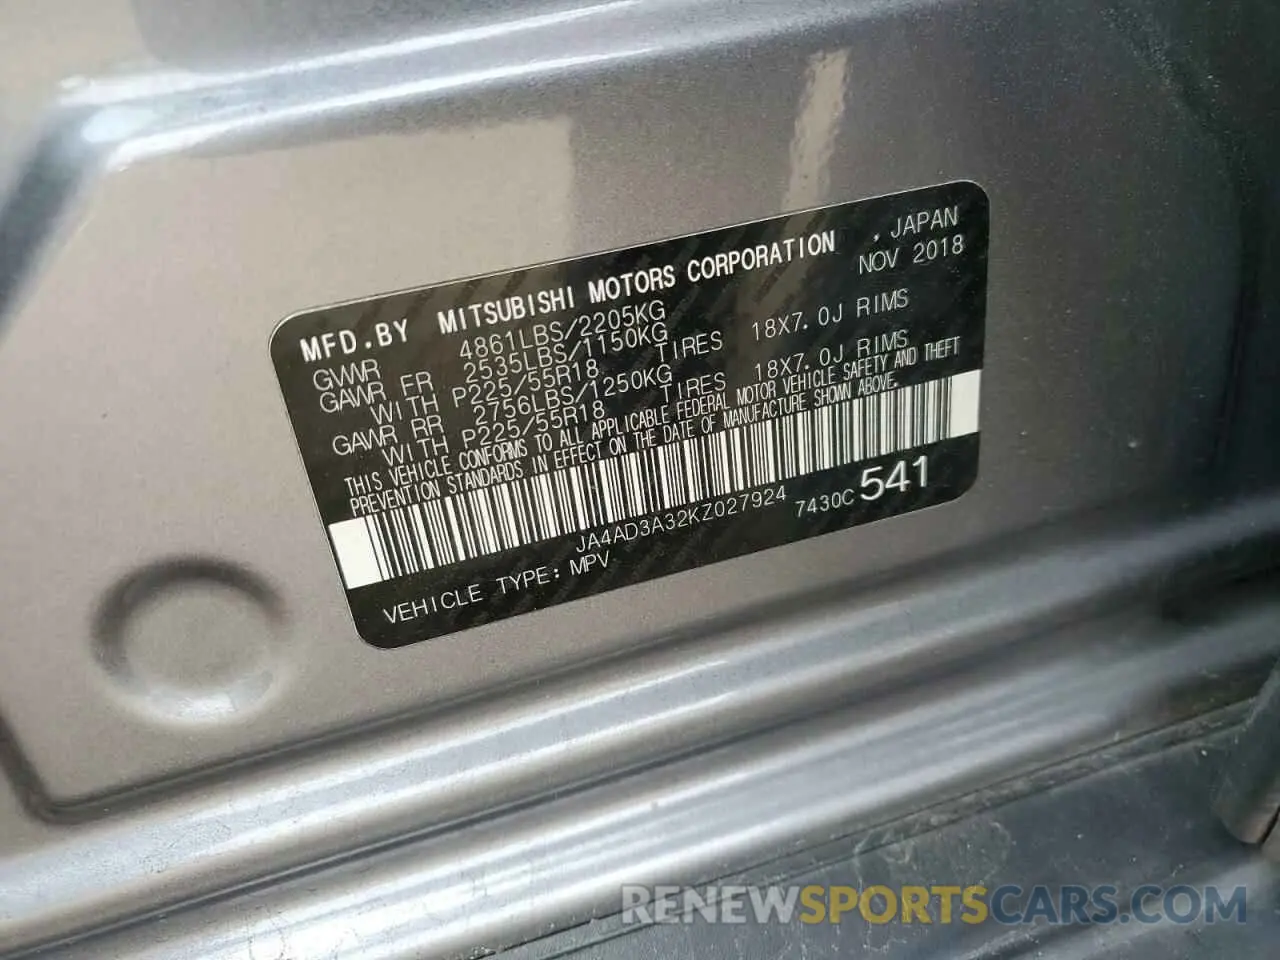 MFD.BY MITSUBISHI MOTORS CORPORATION . JAPAN
NOV 2018
GVWR 4861LBS/2205KG
GAWR FR 2535LBS/1150KG
WITH P225/55R18 TIRES 18X7.0J RIMS
GAWR RR 2756LBS/1250KG
WITH P225/55R18 TIRES 18X7.0J RIMS
THIS VEHICLE CONFORMS TO ALL APPLICABLE FEDERAL MOTOR VEHICLE SAFETY AND THEFT
PREVENTION STANDARDS IN EFFECT ON THE DATE OF MANUFACTURE SHOWN ABOVE.
JA4AD3A32KZ027924 7430C 541
VEHICLE TYPE: MPV
RENEWSPORTSCARS.COM